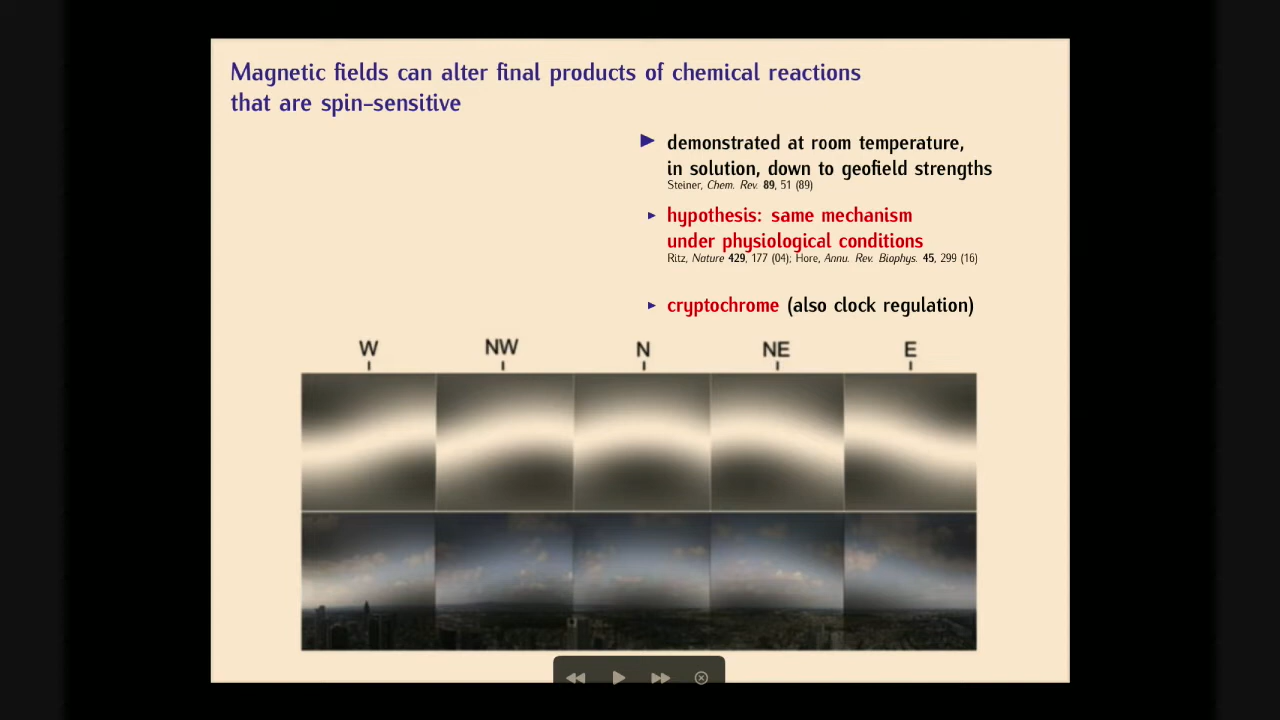 Magnetic fields can alter final products of chemical reactions
that are spin-sensitive
demonstrated at room temperature,
in solution, down to geofield strengths
Steiner, Chem. Rev. 89, 51 (89)
hypothesis: same mechanism
under physiological conditions
Ritz, Nature 429, 177 (04); Hore, Annu. Rev. Biophys. 45, 299 (16)
cryptochrome (also clock regulation)
W NW N NE E